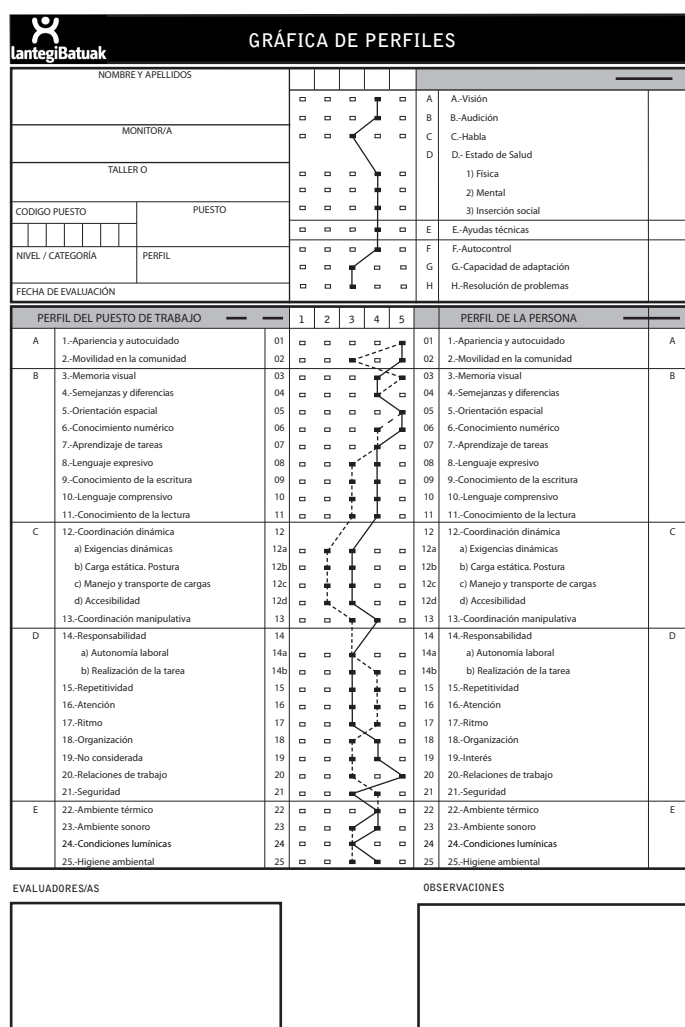 lantegiBatuak
GRÁFICA DE PERFILES
NOMBRE Y APELLIDOS
MONITOR/A
TALLER O
CODIGO PUESTO PUESTO
NIVEL / CATEGORÍA PERFIL
FECHA DE EVALUACIÓN
A A.-Visión
B B.-Audición
C C.-Habla
D D.- Estado de Salud
1) Física
2) Mental
3) Inserción social
E E.-Ayudas técnicas
F F.-Autocontrol
G G.-Capacidad de adaptación
H H.-Resolución de problemas
PERFIL DEL PUESTO DE TRABAJO 1 2 3 4 5 PERFIL DE LA PERSONA
A 1.-Apariencia y autocuidado 01 01 1.-Apariencia y autocuidado A
2.-Movilidad en la comunidad 02 02 2.-Movilidad en la comunidad
B 3.-Memoria visual 03 03 3.-Memoria visual B
4.-Semejanzas y diferencias 04 04 4.-Semejanzas y diferencias
5.-Orientación espacial 05 05 5.-Orientación espacial
6.-Conocimiento numérico 06 06 6.-Conocimiento numérico
7.-Aprendizaje de tareas 07 07 7.-Aprendizaje de tareas
8.-Lenguaje expresivo 08 08 8.-Lenguaje expresivo
9.-Conocimiento de la escritura 09 09 9.-Conocimiento de la escritura
10.-Lenguaje comprensivo 10 10 10.-Lenguaje comprensivo
11.-Conocimiento de la lectura 11 11 11.-Conocimiento de la lectura
C 12.-Coordinación dinámica 12 12 12.-Coordinación dinámica C
a) Exigencias dinámicas 12a 12a a) Exigencias dinámicas
b) Carga estática. Postura 12b 12b b) Carga estática. Postura
c) Manejo y transporte de cargas 12c 12c c) Manejo y transporte de cargas
d) Accesibilidad 12d 12d d) Accesibilidad
13.-Coordinación manipulativa 13 13 13.-Coordinación manipulativa
D 14.-Responsabilidad 14 14 14.-Responsabilidad D
a) Autonomía laboral 14a 14a a) Autonomía laboral
b) Realización de la tarea 14b 14b b) Realización de la tarea
15.-Repetitividad 15 15 15.-Repetitividad
16.-Atención 16 16 16.-Atención
17.-Ritmo 17 17 17.-Ritmo
18.-Organización 18 18 18.-Organización
19.-No considerada 19 19 19.-Interés
20.-Relaciones de trabajo 20 20 20.-Relaciones de trabajo
21.-Seguridad 21 21 21.-Seguridad
E 22.-Ambiente térmico 22 22 22.-Ambiente térmico E
23.-Ambiente sonoro 23 23 23.-Ambiente sonoro
24.-Condiciones lumínicas 24 24 24.-Condiciones lumínicas
25.-Higiene ambiental 25 25 25.-Higiene ambiental
EVALUADORES/AS OBSERVACIONES